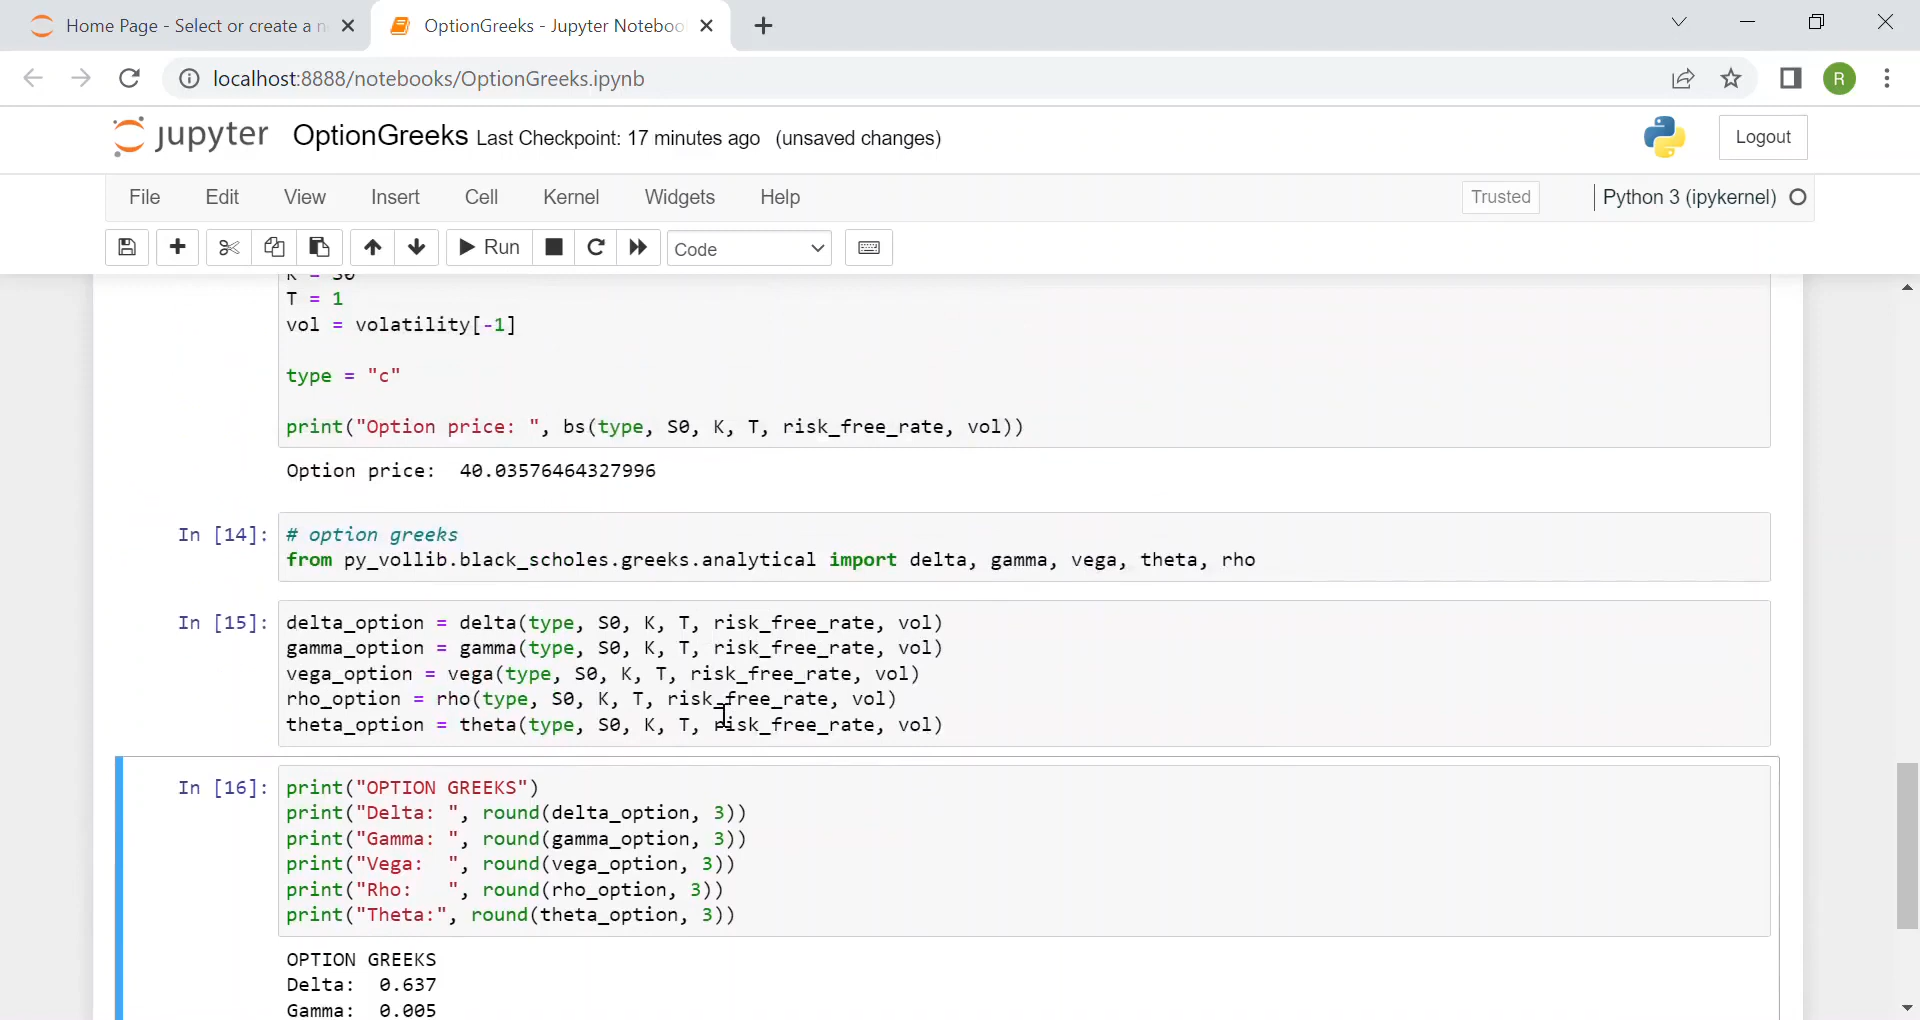 Home Page - Select or create a n
OptionGreeks - Jupyter Noteboo
localhost:8888/notebooks/OptionGreeks.ipynb
R
jupyter OptionGreeks Last Checkpoint: 17 minutes ago (unsaved changes)
Logout
File Edit View Insert Cell Kernel Widgets Help
Trusted
Python 3 (ipykernel)
Run
Code
K = S0
T = 1
vol = volatility[-1]
type = "c"
print("Option price: ", bs(type, S0, K, T, risk_free_rate, vol))
Option price:  40.03576464327996
In [14]: # option greeks
from py_vollib.black_scholes.greeks.analytical import delta, gamma, vega, theta, rho
In [15]: delta_option = delta(type, S0, K, T, risk_free_rate, vol)
gamma_option = gamma(type, S0, K, T, risk_free_rate, vol)
vega_option = vega(type, S0, K, T, risk_free_rate, vol)
rho_option = rho(type, S0, K, T, risk_free_rate, vol)
theta_option = theta(type, S0, K, T, risk_free_rate, vol)
In [16]: print("OPTION GREEKS")
print("Delta: ", round(delta_option, 3))
print("Gamma: ", round(gamma_option, 3))
print("Vega:  ", round(vega_option, 3))
print("Rho:   ", round(rho_option, 3))
print("Theta:", round(theta_option, 3))
OPTION GREEKS
Delta:  0.637
Gamma:  0.005